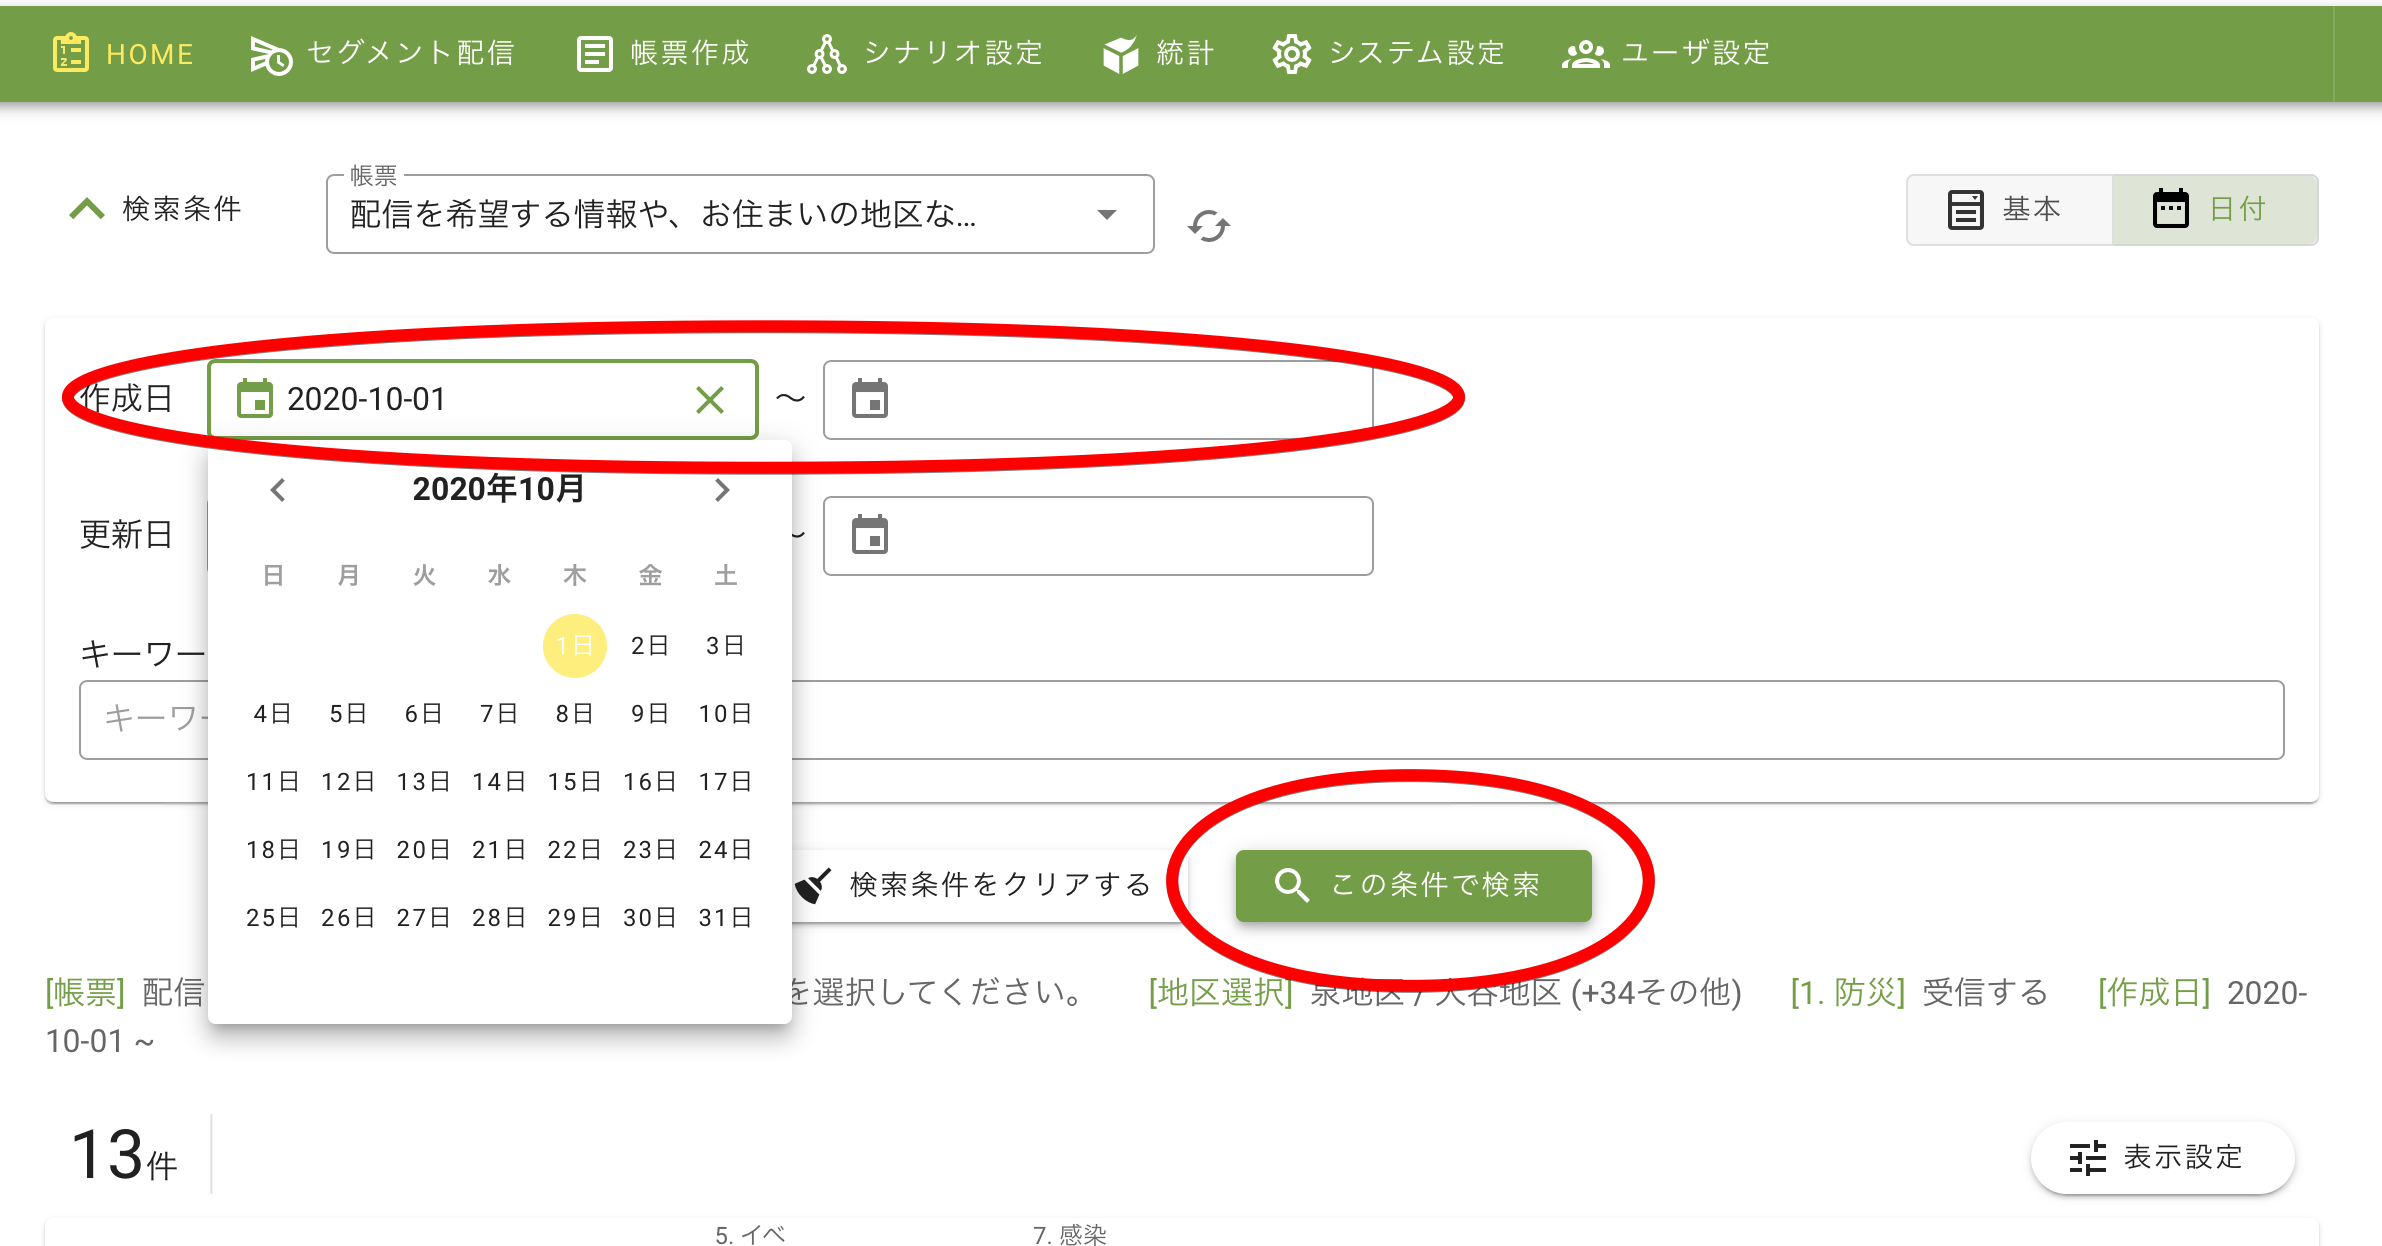 HOME セグメント配信 帳票作成 シナリオ設定 統計 システム設定 ユーザ設定
検索条件
帳票
配信を希望する情報や、お住まいの地区な...
基本 日付
作成日 2020-10-01 〜
2020年10月
更新日
日 月 火 水 木 金 土
1日 2日 3日
キーワー
4日 5日 6日 7日 8日 9日 10日
キーワ
11日 12日 13日 14日 15日 16日 17日
18日 19日 20日 21日 22日 23日 24日
検索条件をクリアする この条件で検索
25日 26日 27日 28日 29日 30日 31日
[帳票] 配信 を選択してください。 [地区選択] 泉地区 / 大谷地区 (+34その他) [1. 防災] 受信する [作成日] 2020-
10-01 ~
13件
表示設定
5. イベ 7. 感染